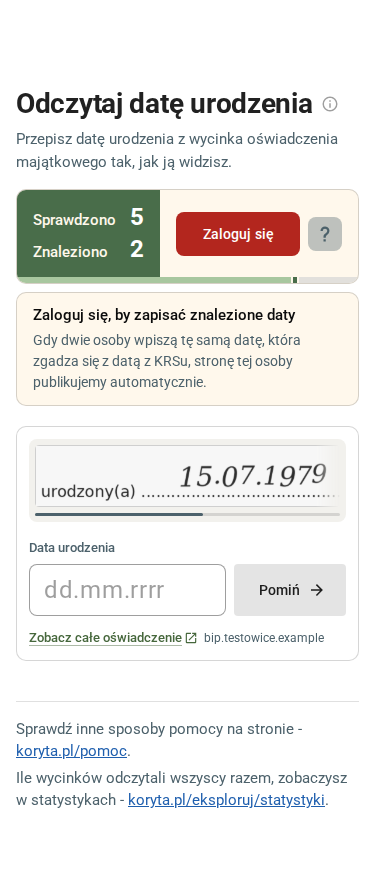 Odczytaj datę urodzenia
Przepisz datę urodzenia z wycinka oświadczenia
majątkowego tak, jak ją widzisz.
Sprawdzono 5
Znaleziono 2
Zaloguj się
?
Zaloguj się, by zapisać znalezione daty
Gdy dwie osoby wpiszą tę samą datę, która
zgadza się z datą z KRSu, stronę tej osoby
publikujemy automatycznie.
urodzony(a) 15.07.1979
Data urodzenia
dd.mm.rrrr
Pomiń
Zobacz całe oświadczenie bip.testowice.example
Sprawdź inne sposoby pomocy na stronie -
koryta.pl/pomoc.
Ile wycinków odczytali wszyscy razem, zobaczysz
w statystykach - koryta.pl/eksploruj/statystyki.